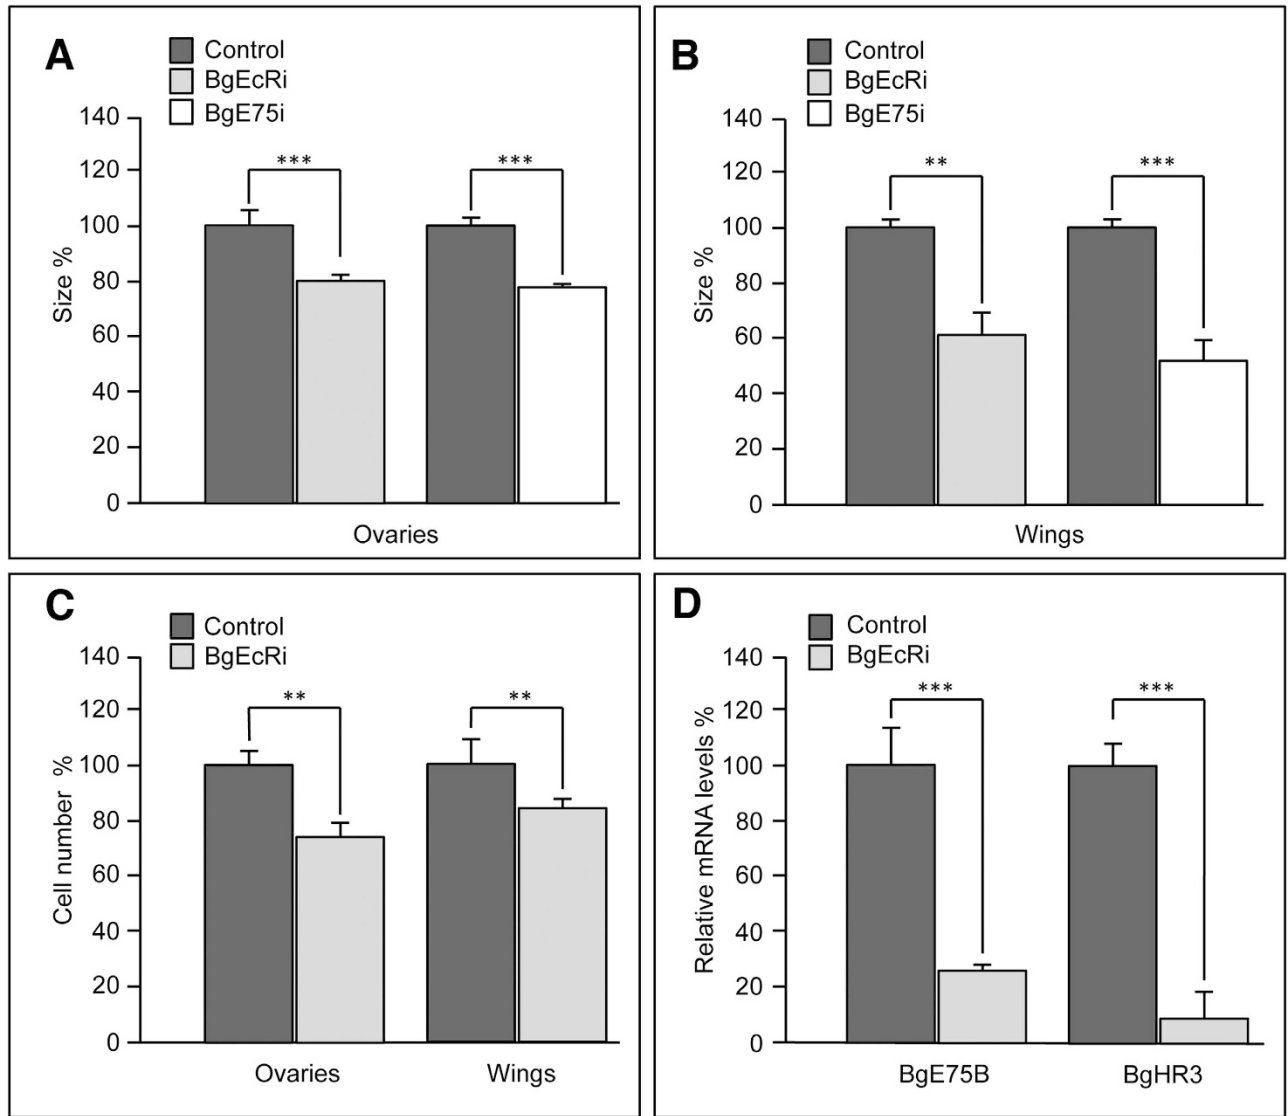 A
Control
BgEcRi
BgE75i
140
120
100
80
60
40
20
0
Size %
***
***
Ovaries
B
Control
BgEcRi
BgE75i
140
120
100
80
60
40
20
0
Size %
**
***
Wings
C
Control
BgEcRi
140
120
100
80
60
40
20
0
Cell number %
**
**
Ovaries
Wings
D
Control
BgEcRi
140
120
100
80
60
40
20
0
Relative mRNA levels %
***
***
BgE75B
BgHR3